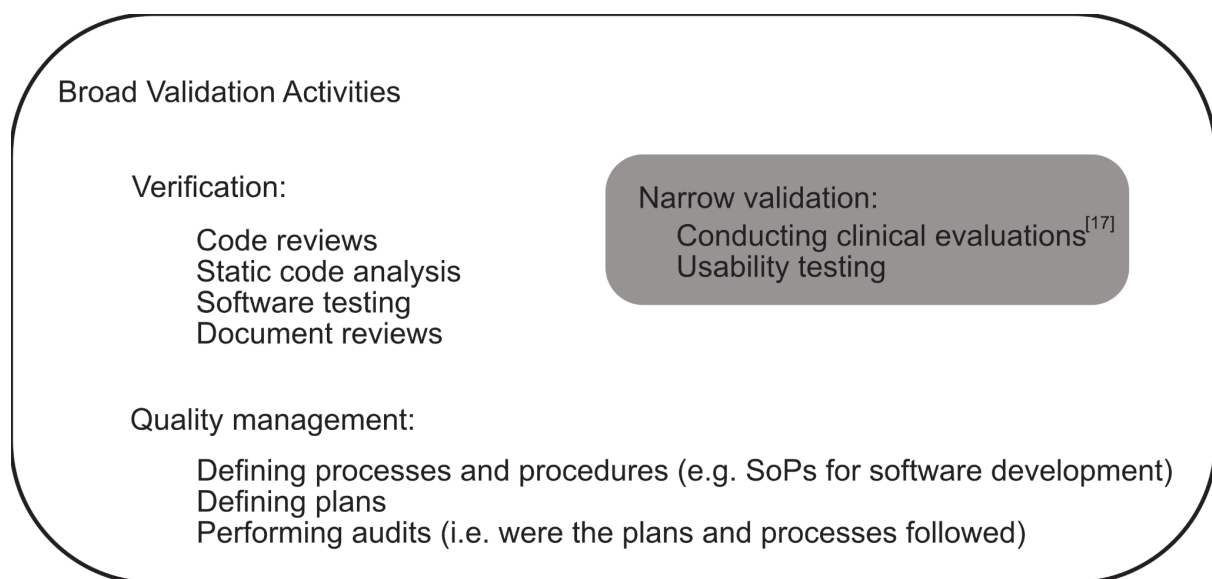 Broad Validation Activities
Verification:
Code reviews
Static code analysis
Software testing
Document reviews
Narrow validation:
Conducting clinical evaluations[17]
Usability testing
Quality management:
Defining processes and procedures (e.g. SoPs for software development)
Defining plans
Performing audits (i.e. were the plans and processes followed)